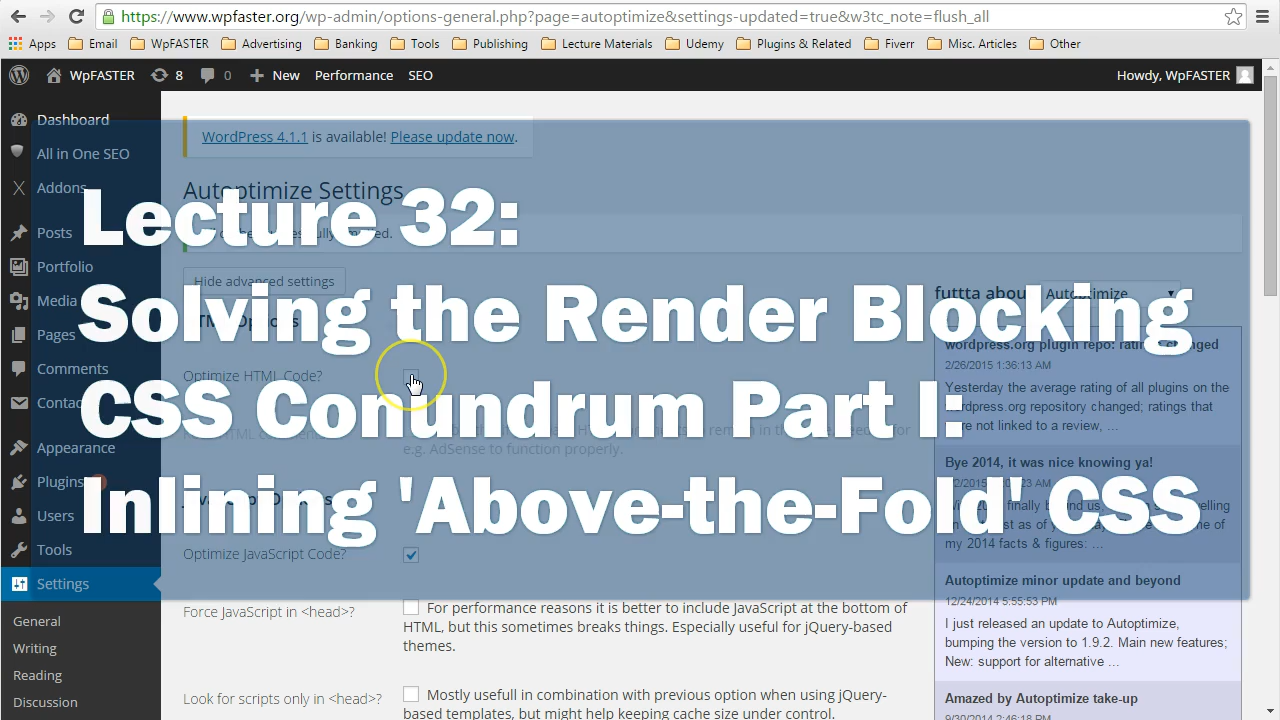 https://www.wpfaster.org/wp-admin/options-general.php?page=autoptimize&settings-updated=true&w3tc_note=flush_all
Apps Email WpFASTER Advertising Banking Tools Publishing Lecture Materials Udemy Plugins & Related Fiverr Misc. Articles Other
WpFASTER 8 0 New Performance SEO Howdy, WpFASTER
Dashboard
All in One SEO
Addons
Posts
Portfolio
Media
Pages
Comments
Appearance
Plugins
Users
Tools
Settings
General
Writing
Reading
Discussion
WordPress 4.1.1 is available! Please update now.
Autoptimize Settings
Hide advanced settings
Lecture 32:
Solving the Render Blocking
CSS Conundrum Part I:
Inlining 'Above-the-Fold' CSS
Optimize HTML Code?
e.g. AdSense to function properly.
Optimize JavaScript Code?
Force JavaScript in <head>?
For performance reasons it is better to include JavaScript at the bottom of
HTML, but this sometimes breaks things. Especially useful for jQuery-based
themes.
Look for scripts only in <head>?
Mostly usefull in combination with previous option when using jQuery-
based templates, but might help keeping cache size under control.
futtta about Autoptimize
wordpress.org plugin repo: ratings changed
2/26/2015 1:36:13 AM
Yesterday the average rating of all plugins on the
wordpress.org repository changed; ratings that
are not linked to a review, ...
Bye 2014, it was nice knowing ya!
my 2014 facts & figures: ...
Autoptimize minor update and beyond
12/24/2014 5:55:53 PM
I just released an update to Autoptimize,
bumping the version to 1.9.2. Main new features;
New: support for alternative ...
Amazed by Autoptimize take-up
9/30/2014 2:46:18 PM